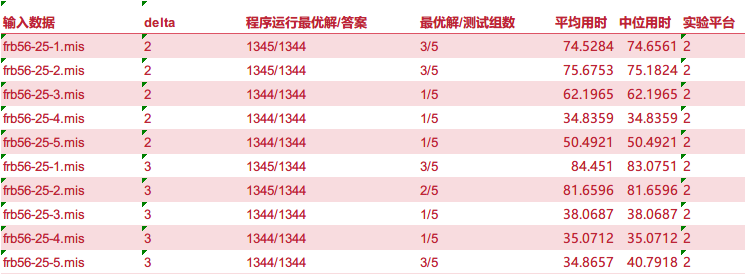 输入数据 delta 程序运行最优解/答案 最优解/测试组数 平均用时 中位用时 实验平台
frb56-25-1.mis 2 1345/1344 3/5 74.5284 74.6561 2
frb56-25-2.mis 2 1345/1344 3/5 75.6753 75.1824 2
frb56-25-3.mis 2 1344/1344 1/5 62.1965 62.1965 2
frb56-25-4.mis 2 1344/1344 1/5 34.8359 34.8359 2
frb56-25-5.mis 2 1344/1344 1/5 50.4921 50.4921 2
frb56-25-1.mis 3 1345/1344 3/5 84.451 83.0751 2
frb56-25-2.mis 3 1345/1344 2/5 81.6596 81.6596 2
frb56-25-3.mis 3 1344/1344 1/5 38.0687 38.0687 2
frb56-25-4.mis 3 1344/1344 1/5 35.0712 35.0712 2
frb56-25-5.mis 3 1344/1344 3/5 34.8657 40.7918 2